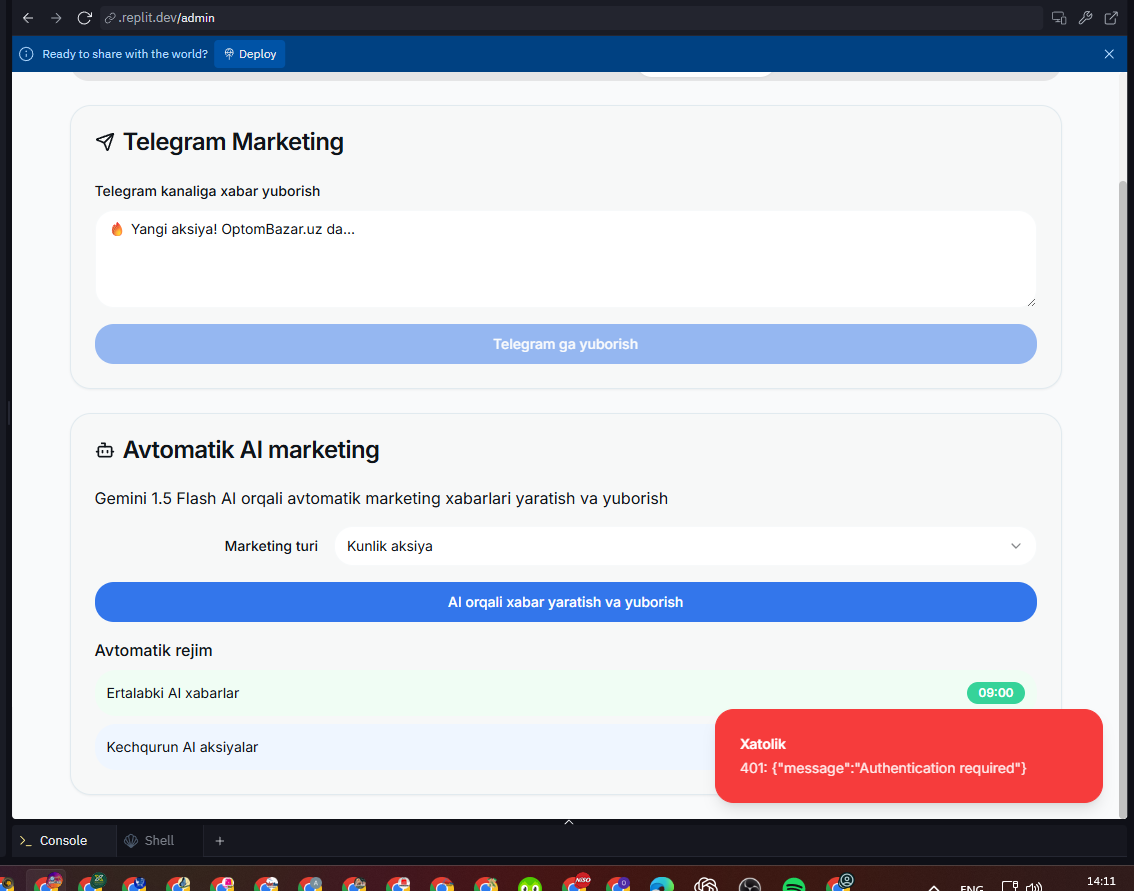 .replit.dev/admin
Ready to share with the world? Deploy
Telegram Marketing
Telegram kanaliga xabar yuborish
🔥 Yangi aksiya! OptomBazar.uz da...
Telegram ga yuborish
Avtomatik AI marketing
Gemini 1.5 Flash AI orqali avtomatik marketing xabarlari yaratish va yuborish
Marketing turi Kunlik aksiya
AI orqali xabar yaratish va yuborish
Avtomatik rejim
Ertalabki AI xabarlar 09:00
Xatolik
Kechqurun AI aksiyalar
401: {"message":"Authentication required"}
Console Shell
ENG 14:11